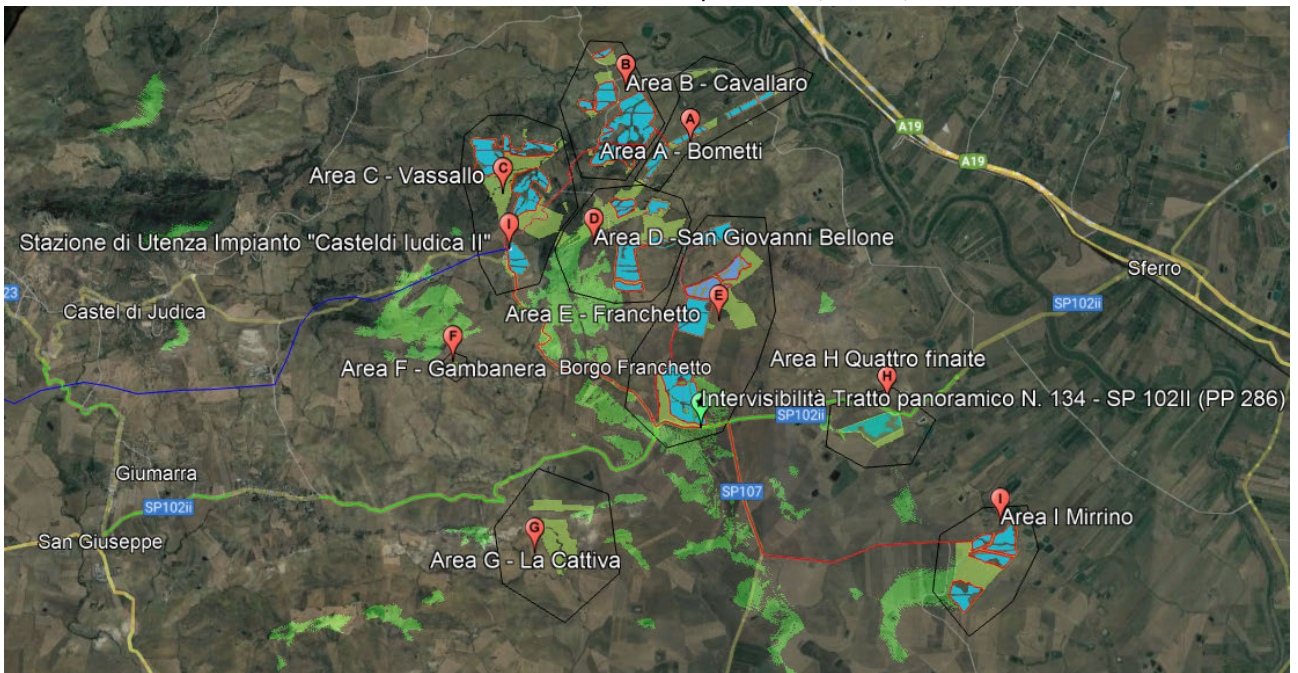 B
Area B - Cavallaro
A
A19
Area A - Bometti
A19
Area C - Vassallo
C
I
D
Stazione di Utenza Impianto "Casteldi Iudica II"
Area D -San Giovanni Bellone
Sferro
23
E
SP102ii
Castel di Judica
Area E - Franchetto
F
Area F - Gambanera
Borgo Franchetto
Area H Quattro finaite
H
Intervisibilità Tratto panoramico N. 134 - SP 102II (PP 286)
SP102ii
Giumarra
SP107
SP102ii
I
Area I Mirrino
San Giuseppe
G
Area G - La Cattiva